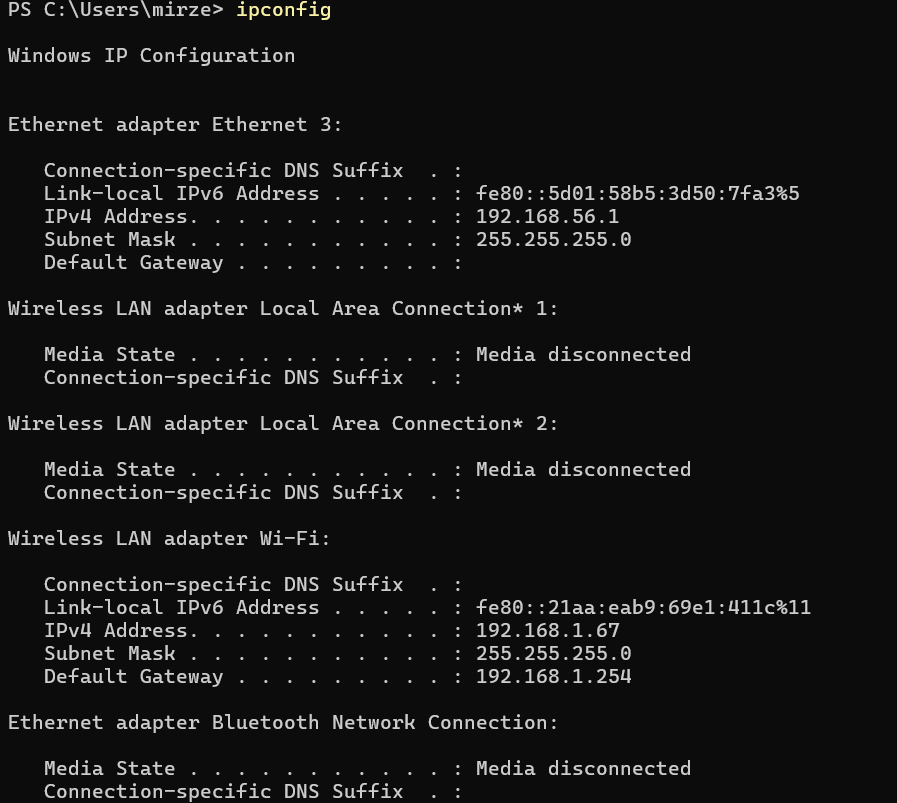 PS C:\Users\mirze> ipconfig
Windows IP Configuration
Ethernet adapter Ethernet 3:
Connection-specific DNS Suffix  . :
Link-local IPv6 Address . . . . . : fe80::5d01:58b5:3d50:7fa3%5
IPv4 Address. . . . . . . . . . . : 192.168.56.1
Subnet Mask . . . . . . . . . . . : 255.255.255.0
Default Gateway . . . . . . . . . :
Wireless LAN adapter Local Area Connection* 1:
Media State . . . . . . . . . . . : Media disconnected
Connection-specific DNS Suffix  . :
Wireless LAN adapter Local Area Connection* 2:
Media State . . . . . . . . . . . : Media disconnected
Connection-specific DNS Suffix  . :
Wireless LAN adapter Wi-Fi:
Connection-specific DNS Suffix  . :
Link-local IPv6 Address . . . . . : fe80::21aa:eab9:69e1:411c%11
IPv4 Address. . . . . . . . . . . : 192.168.1.67
Subnet Mask . . . . . . . . . . . : 255.255.255.0
Default Gateway . . . . . . . . . : 192.168.1.254
Ethernet adapter Bluetooth Network Connection:
Media State . . . . . . . . . . . : Media disconnected
Connection-specific DNS Suffix  . :